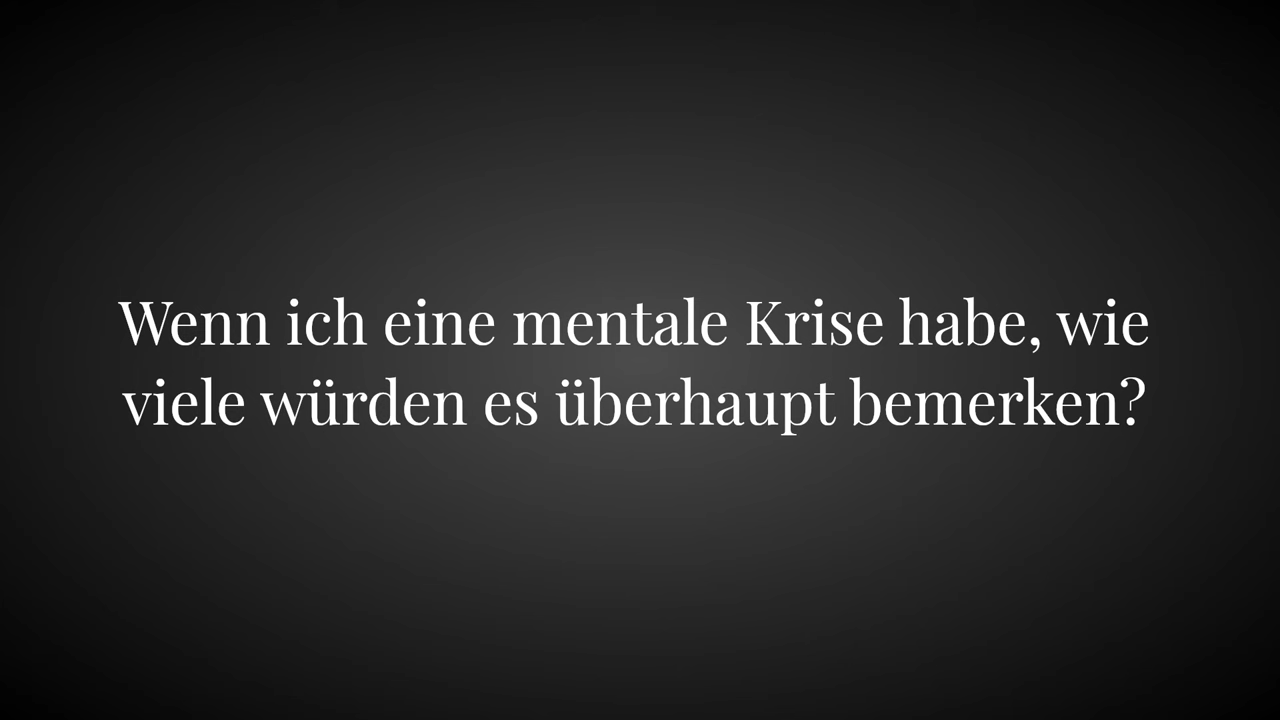 Wenn ich eine mentale Krise habe, wie
viele würden es überhaupt bemerken?